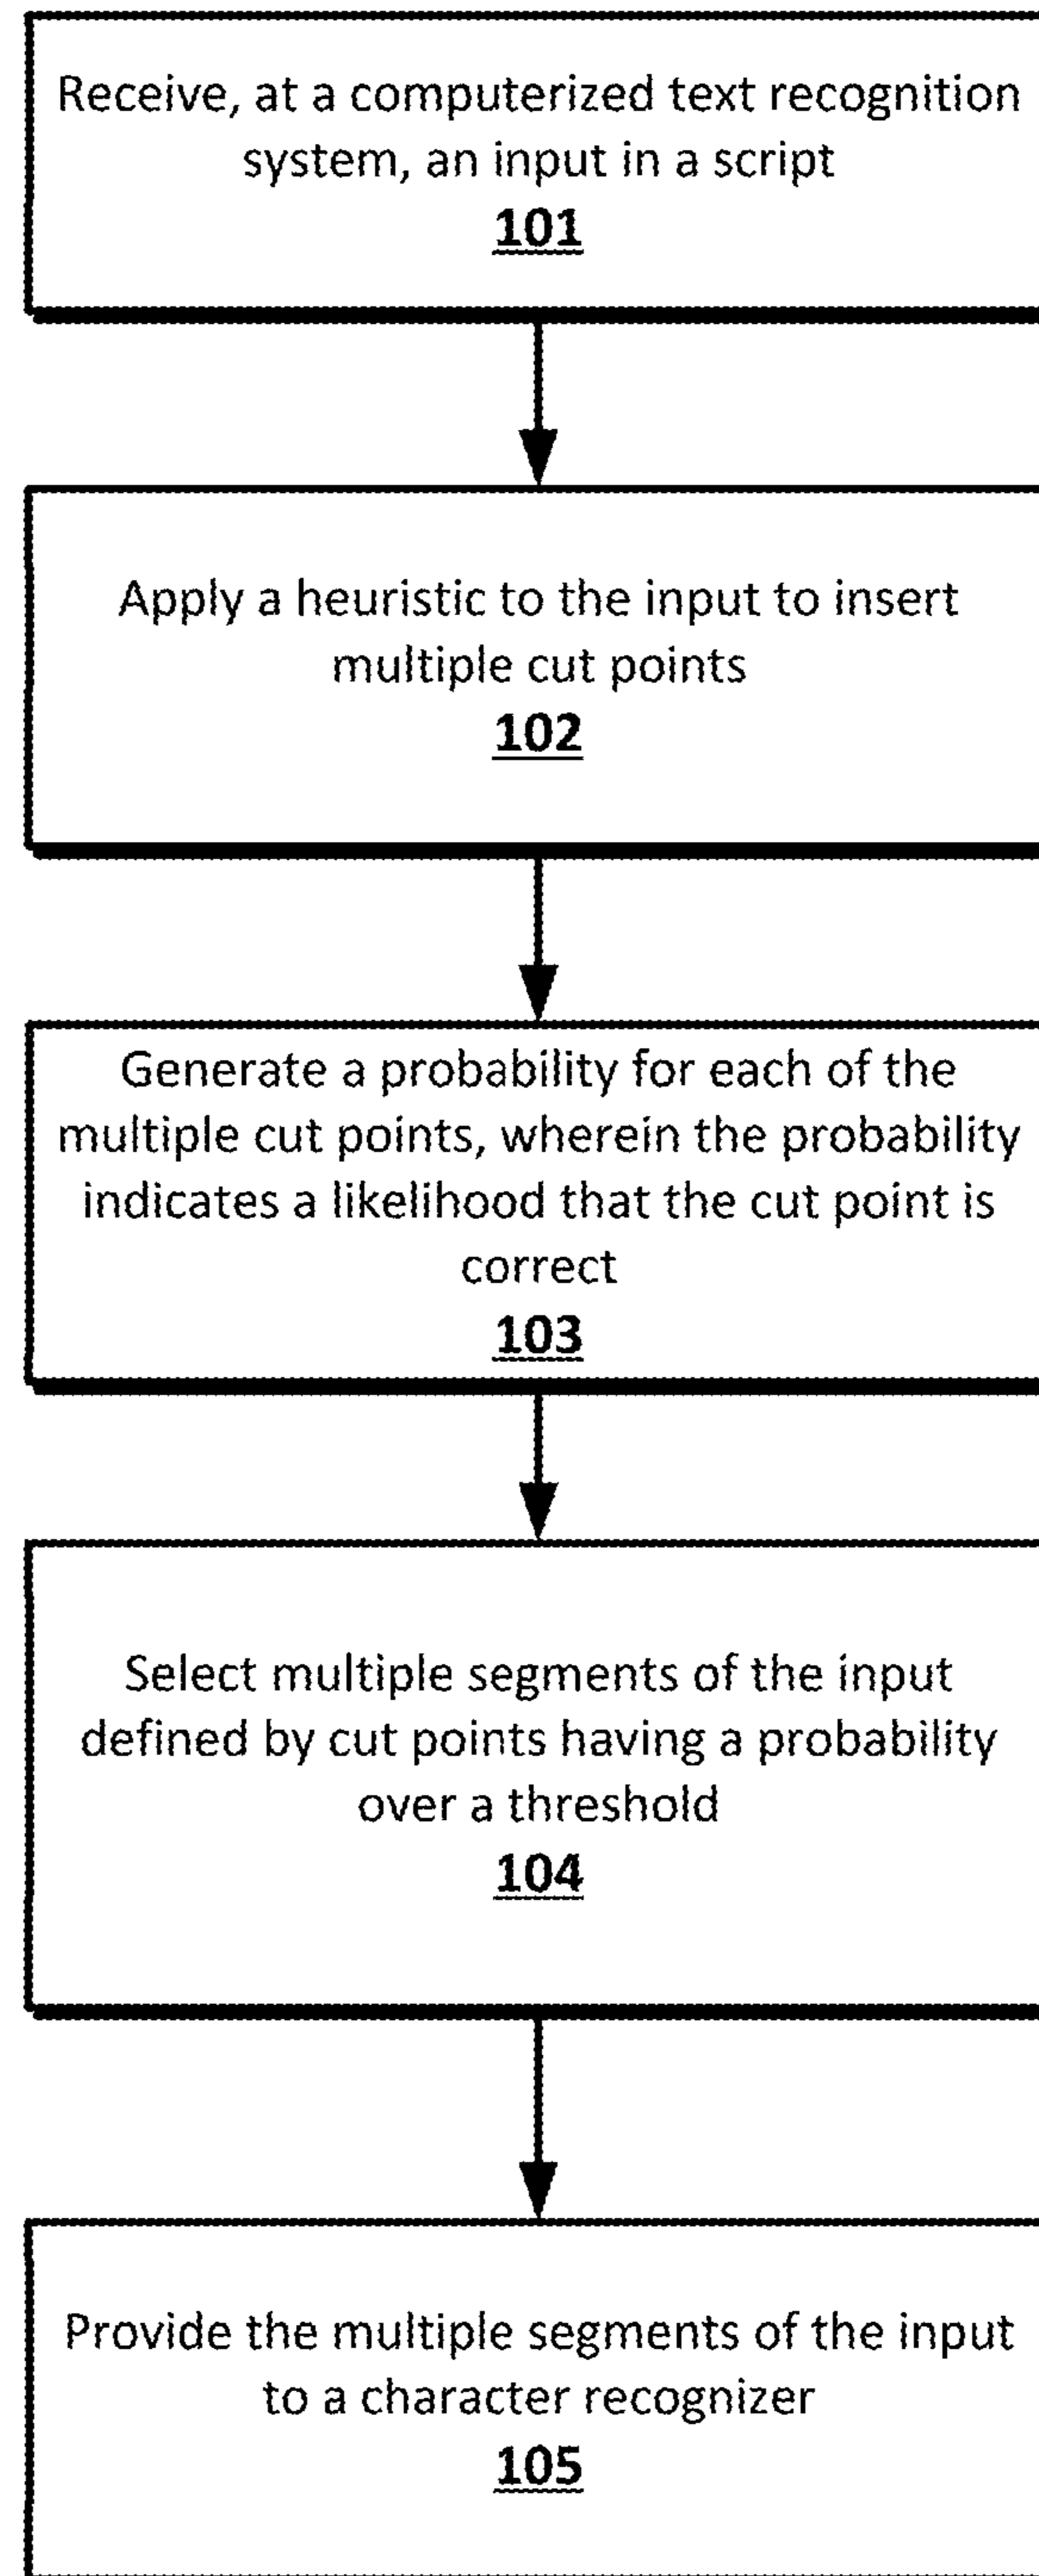 Receive, at a computerized text recognition
system, an input in a script
101
Apply a heuristic to the input to insert
multiple cut points
102
Generate a probability for each of the
multiple cut points, wherein the probability
indicates a likelihood that the cut point is
correct
103
Select multiple segments of the input
defined by cut points having a probability
over a threshold
104
Provide the multiple segments of the input
to a character recognizer
105